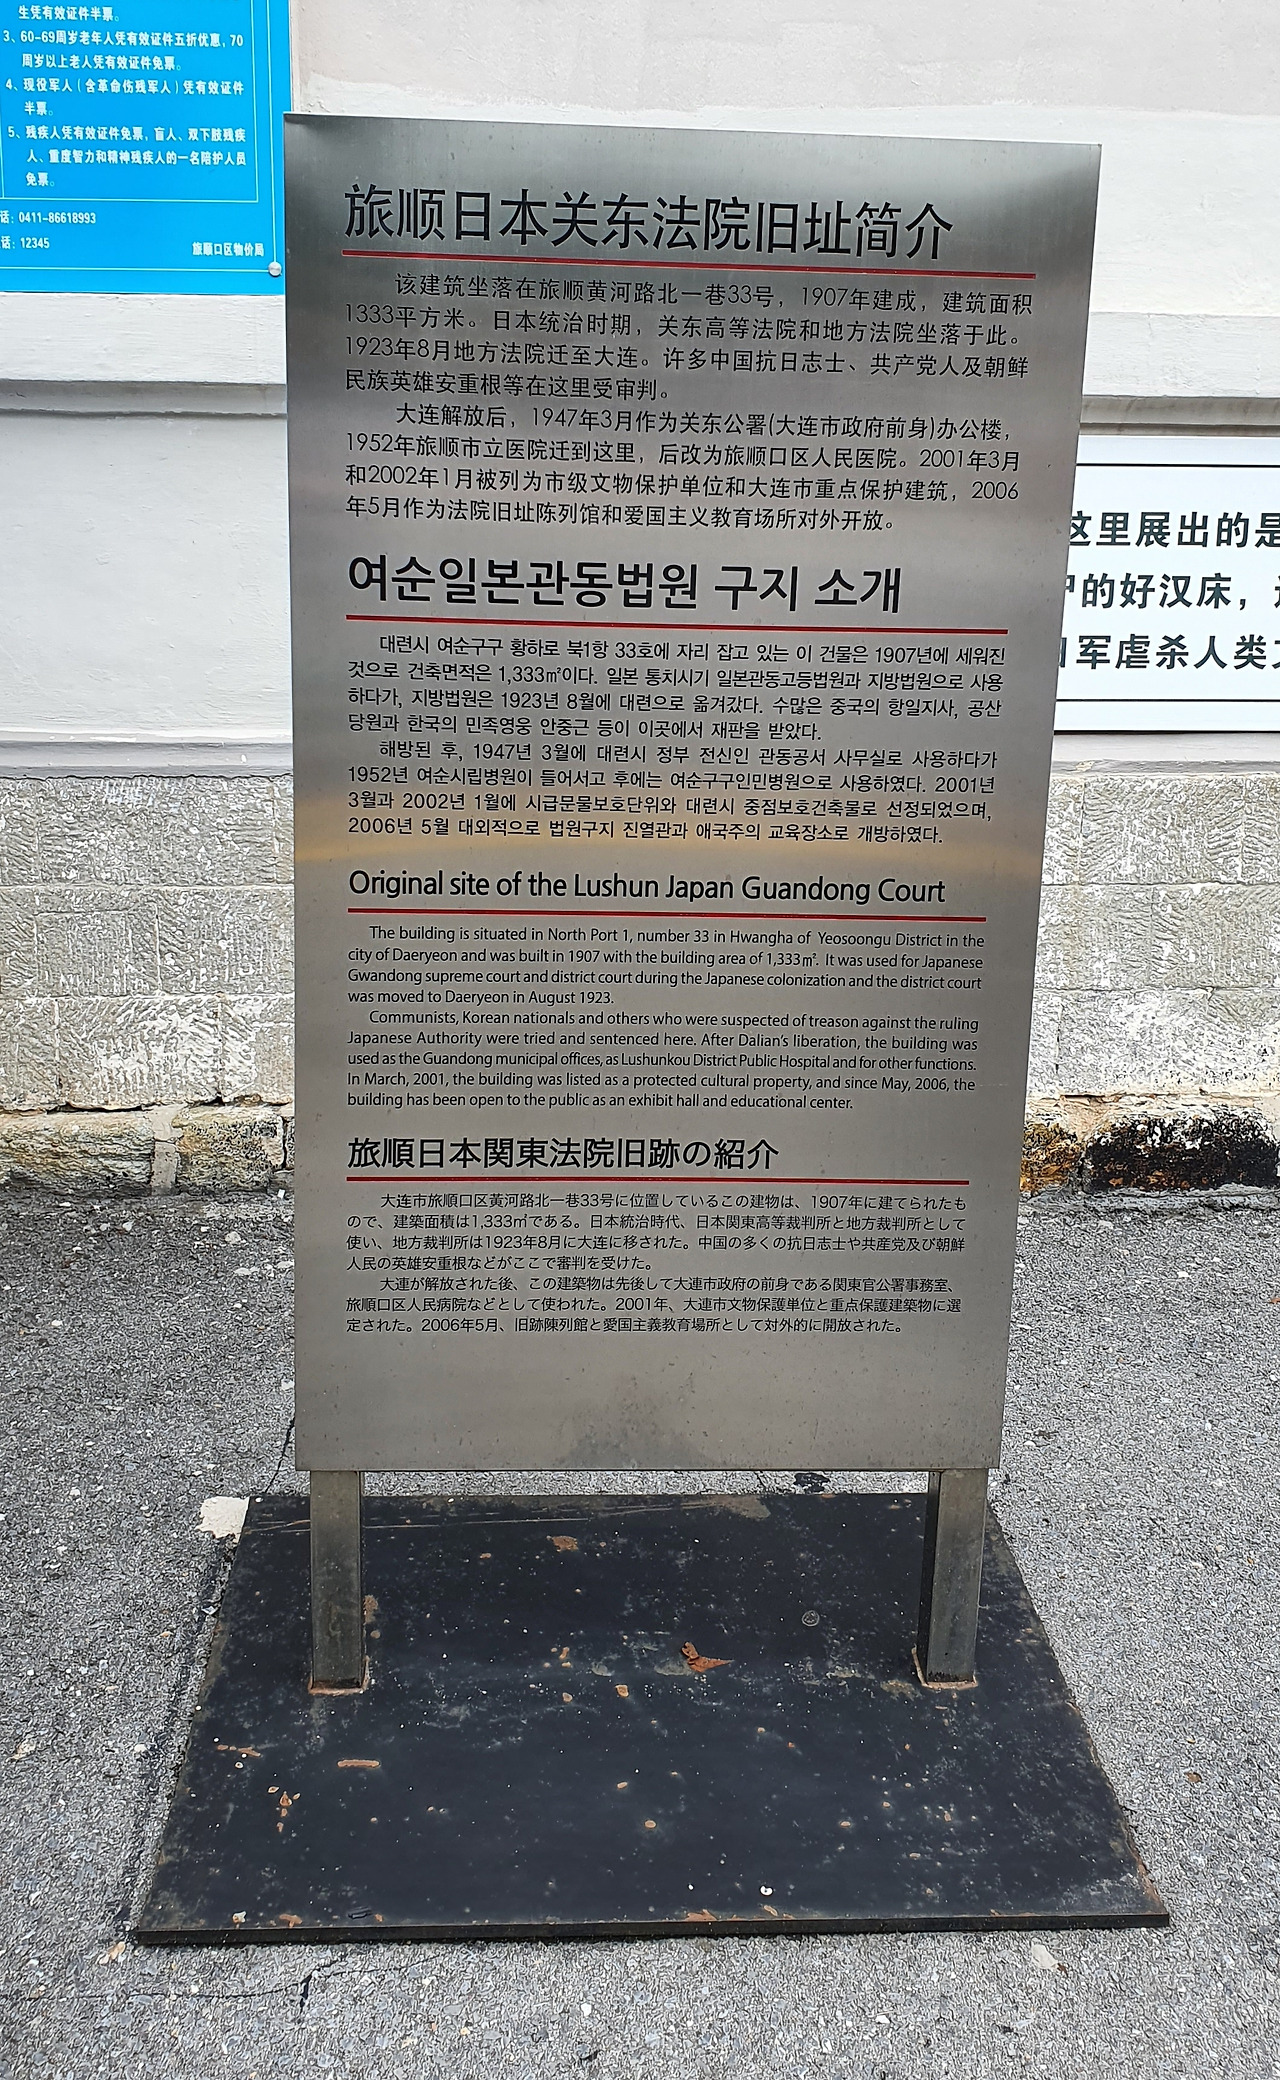 生凭有效证件半票。
3、60-69周岁老年人凭有效证件五折优惠，70
周岁以上老人凭有效证件免票。
4、现役军人（含革命伤残军人）凭有效证件
半票。
5、残疾人凭有效证件免票，盲人、双下肢残疾
人、重度智力和精神残疾人的一名陪护人员
免票。
话：0411-86618993
话：12345
旅顺口区物价局
旅顺日本关东法院旧址简介
该建筑坐落在旅顺黄河路北一巷33号，1907年建成，建筑面积
1333平方米。日本统治时期，关东高等法院和地方法院坐落于此。
1923年8月地方法院迁至大连。许多中国抗日志士、共产党人及朝鲜
民族英雄安重根等在这里受审判。
大连解放后，1947年3月作为关东公署(大连市政府前身)办公楼，
1952年旅顺市立医院迁到这里，后改为旅顺口区人民医院。2001年3月
和2002年1月被列为市级文物保护单位和大连市重点保护建筑，2006
年5月作为法院旧址陈列馆和爱国主义教育场所对外开放。
여순일본관동법원 구지 소개
대련시 여순구구 황하로 북1항 33호에 자리 잡고 있는 이 건물은 1907년에 세워진
것으로 건축면적은 1,333㎡이다. 일본 통치시기 일본관동고등법원과 지방법원으로 사용
하다가, 지방법원은 1923년 8월에 대련으로 옮겨갔다. 수많은 중국의 항일지사, 공산
당원과 한국의 민족영웅 안중근 등이 이곳에서 재판을 받았다.
해방된 후, 1947년 3월에 대련시 정부 전신인 관동공서 사무실로 사용하다가
1952년 여순시립병원이 들어서고 후에는 여순구구인민병원으로 사용하였다. 2001년
3월과 2002년 1월에 시급문물보호단위와 대련시 중점보호건축물로 선정되었으며,
2006년 5월 대외적으로 법원구지 진열관과 애국주의 교육장소로 개방하였다.
Original site of the Lushun Japan Guandong Court
The building is situated in North Port 1, number 33 in Hwangha of Yeosoongu District in the
city of Daeryeon and was built in 1907 with the building area of 1,333㎡. It was used for Japanese
Gwandong supreme court and district court during the Japanese colonization and the district court
was moved to Daeryeon in August 1923.
Communists, Korean nationals and others who were suspected of treason against the ruling
Japanese Authority were tried and sentenced here. After Dalian's liberation, the building was
used as the Guandong municipal offices, as Lushunkou District Public Hospital and for other functions.
In March, 2001, the building was listed as a protected cultural property, and since May, 2006, the
building has been open to the public as an exhibit hall and educational center.
旅順日本関東法院旧跡の紹介
大连市旅順口区黄河路北一巷33号に位置しているこの建物は、1907年に建てられたも
ので、建築面積は1,333㎡である。日本統治時代、日本関東高等裁判所と地方裁判所として
使い、地方裁判所は1923年8月に大连に移された。中国の多くの抗日志士や共産党及び朝鮮
人民の英雄安重根などがここで審判を受けた。
大連が解放された後、この建築物は先後して大連市政府の前身である関東官公署事務室、
旅順口区人民病院などとして使われた。2001年、大連市文物保護単位と重点保護建築物に選
定された。2006年5月、旧跡陳列館と愛国主義教育場所として対外的に開放された。
这里展出的是
的好汉床，
军虐杀人类